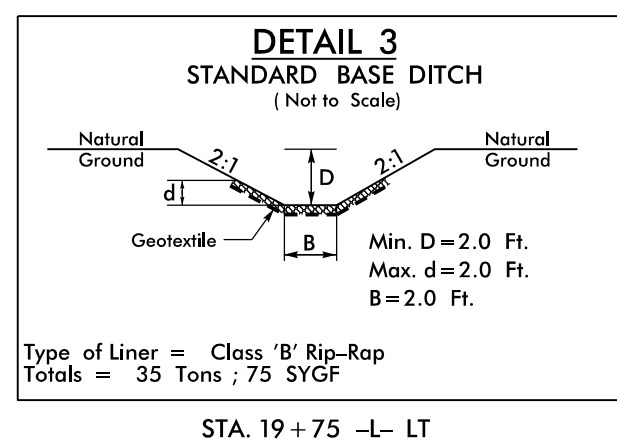 DETAIL 3
STANDARD BASE DITCH
( Not to Scale)
Natural
Ground
2:1
D
2:1
Natural
Ground
d
Geotextile
B
Min. D=2.0 Ft.
Max. d=2.0 Ft.
B=2.0 Ft.
Type of Liner = Class 'B' Rip-Rap
Totals = 35 Tons ; 75 SYGF
STA. 19+75 -L- LT